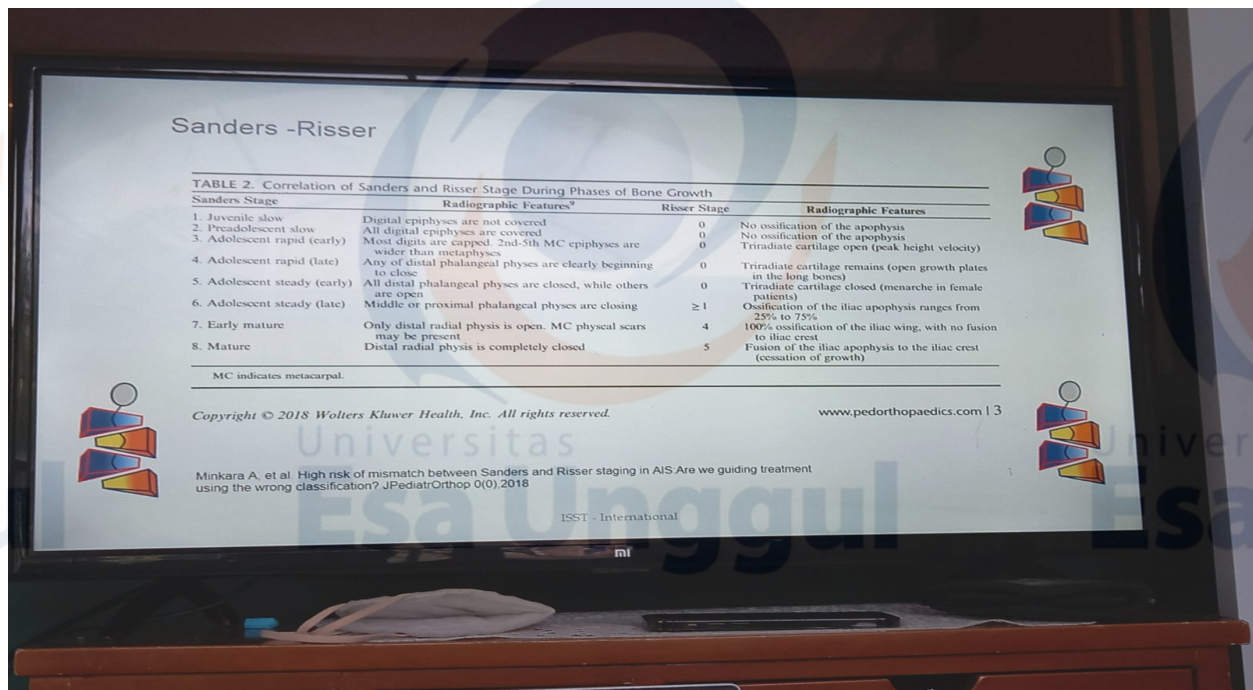 Sanders -Risser
TABLE 2. Correlation of Sanders and Risser Stage During Phases of Bone Growth
Sanders Stage Radiographic Features⁹ Risser Stage Radiographic Features
1. Juvenile slow Digital epiphyses are not covered 0 No ossification of the apophysis
2. Preadolescent slow All digital epiphyses are covered 0 No ossification of the apophysis
3. Adolescent rapid (early) Most digits are capped. 2nd-5th MC epiphyses are 0 Triradiate cartilage open (peak height velocity)
wider than metaphyses
4. Adolescent rapid (late) Any of distal phalangeal physes are clearly beginning 0 Triradiate cartilage remains (open growth plates
to close in the long bones)
5. Adolescent steady (early) All distal phalangeal physes are closed, while others 0 Triradiate cartilage closed (menarche in female
are open patients)
6. Adolescent steady (late) Middle or proximal phalangeal physes are closing ≥1 Ossification of the iliac apophysis ranges from
25% to 75%
7. Early mature Only distal radial physis is open. MC physeal scars 4 100% ossification of the iliac wing, with no fusion
may be present to iliac crest
8. Mature Distal radial physis is completely closed 5 Fusion of the iliac apophysis to the iliac crest
(cessation of growth)
MC indicates metacarpal.
Copyright © 2018 Wolters Kluwer Health, Inc. All rights reserved. www.pedorthopaedics.com | 3
Universitas
Esa Unggul
Minkara A, et al. High risk of mismatch between Sanders and Risser staging in AIS:Are we guiding treatment
using the wrong classification? JPediatrOrthop 0(0),2018
ISST - International
mi
Univer
Esa